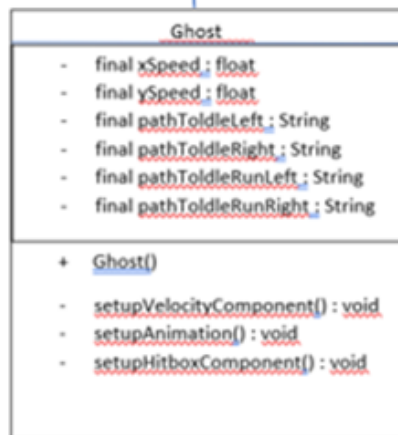 Ghost
- final xSpeed : float
- final ySpeed : float
- final pathToIdleLeft : String
- final pathToIdleRight : String
- final pathToIdleRunLeft : String
- final pathToIdleRunRight : String
+ Ghost()
- setupVelocityComponent() : void
- setupAnimation() : void
- setupHitboxComponent() : void